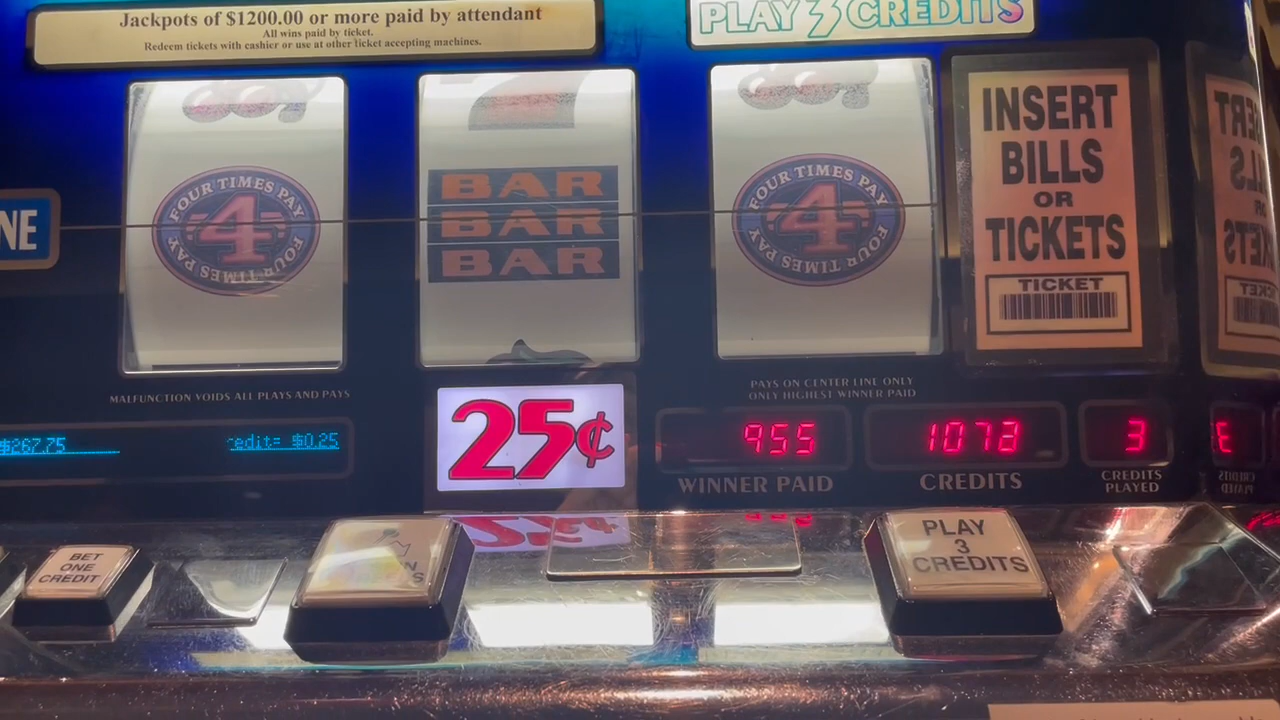 Jackpots of $1200.00 or more paid by attendant
All wins paid by ticket.
Redeem tickets with cashier or use at other ticket accepting machines.
PLAY 3 CREDITS
FOUR TIMES PAY
4
FOUR TIMES PAY
BAR
BAR
BAR
FOUR TIMES PAY
4
FOUR TIMES PAY
INSERT
BILLS
OR
TICKETS
TICKET
NE
MALFUNCTION VOIDS ALL PLAYS AND PAYS
PAYS ON CENTER LINE ONLY
ONLY HIGHEST WINNER PAID
$267.75
redit= $0.25
25¢
955
WINNER PAID
1073
CREDITS
3
CREDITS
PLAYED
BET
ONE
CREDIT
PLAY
3
CREDITS